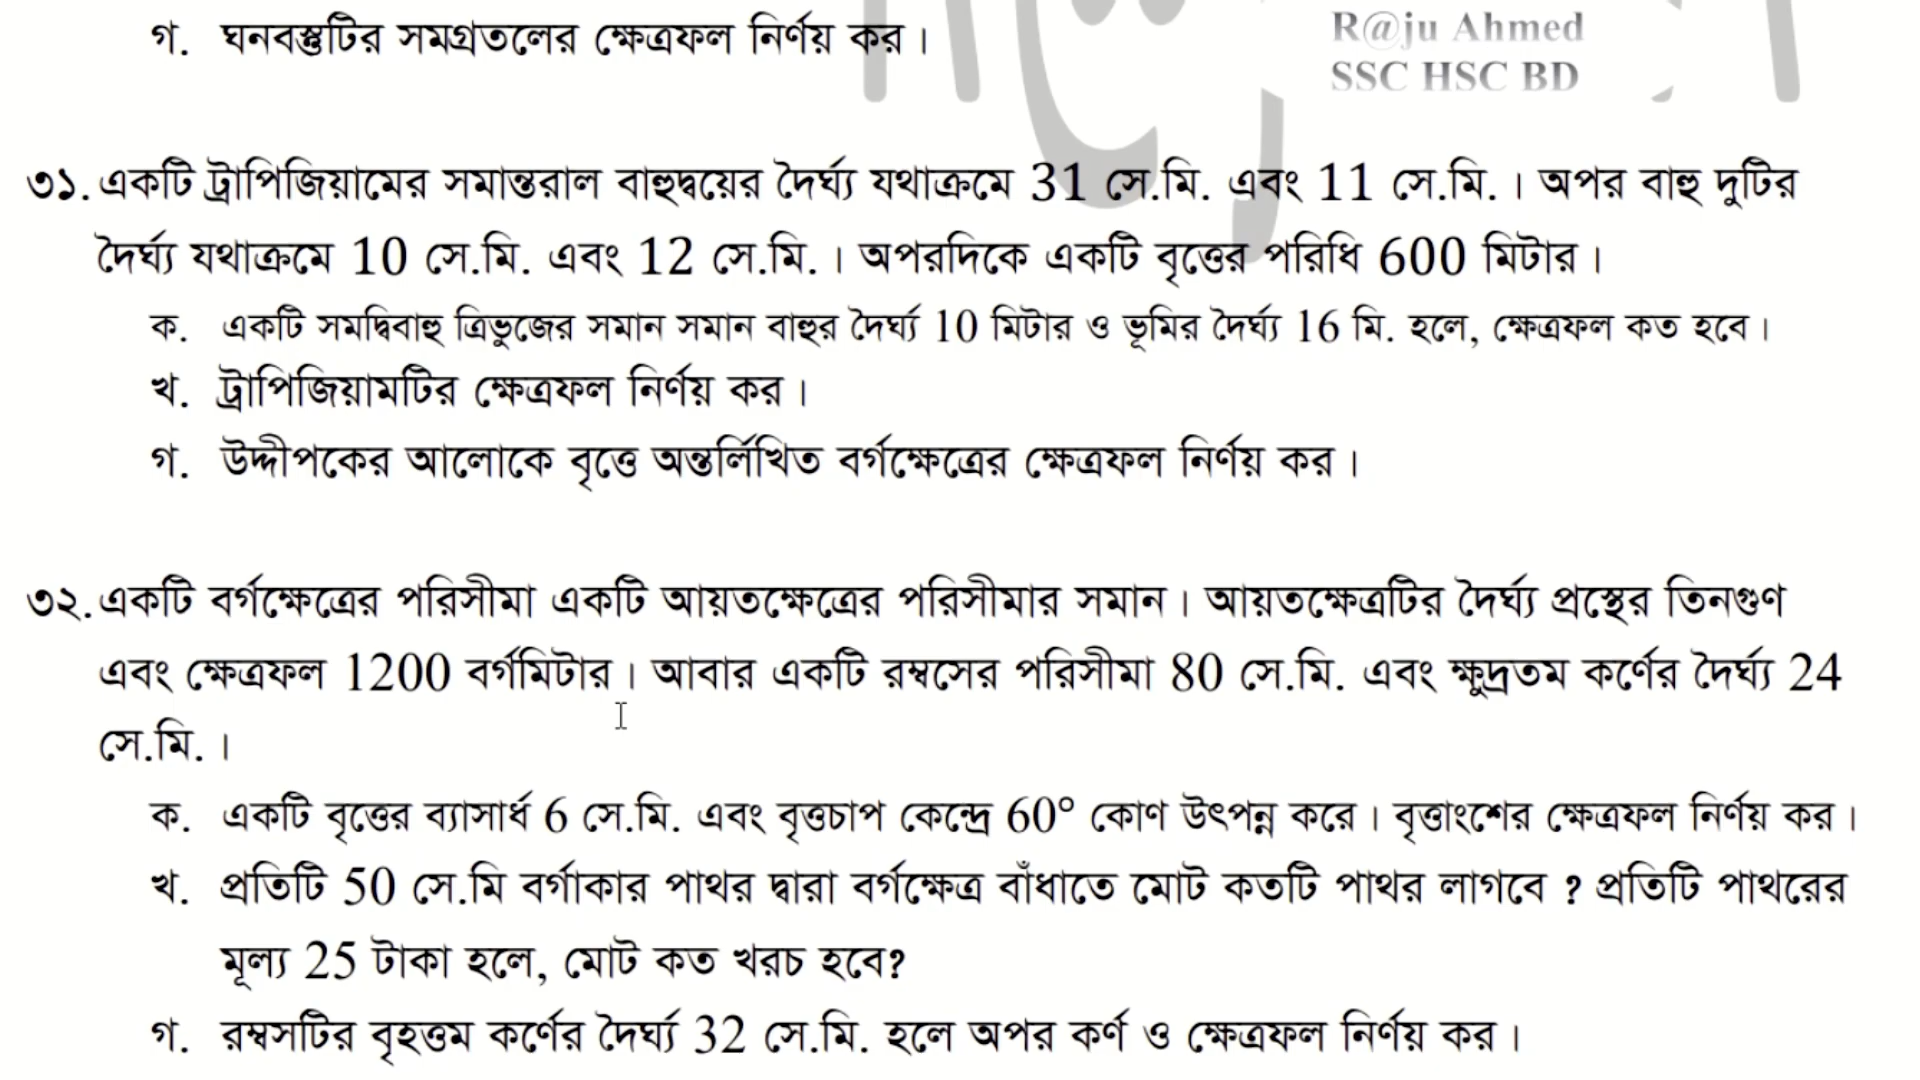 গ. ঘনবস্তুটির সমগ্রতলের ক্ষেত্রফল নির্ণয় কর।
R@ju Ahmed
SSC HSC BD
৩১. একটি ট্রাপিজিয়ামের সমান্তরাল বাহুদ্বয়ের দৈর্ঘ্য যথাক্রমে 31 সে.মি. এবং 11 সে.মি.। অপর বাহু দুটির
দৈর্ঘ্য যথাক্রমে 10 সে.মি. এবং 12 সে.মি.। অপরদিকে একটি বৃত্তের পরিধি 600 মিটার।
ক. একটি সমদ্বিবাহু ত্রিভুজের সমান সমান বাহুর দৈর্ঘ্য 10 মিটার ও ভূমির দৈর্ঘ্য 16 মি. হলে, ক্ষেত্রফল কত হবে।
খ. ট্রাপিজিয়ামটির ক্ষেত্রফল নির্ণয় কর।
গ. উদ্দীপকের আলোকে বৃত্তে অন্তর্লিখিত বর্গক্ষেত্রের ক্ষেত্রফল নির্ণয় কর।
৩২. একটি বর্গক্ষেত্রের পরিসীমা একটি আয়তক্ষেত্রের পরিসীমার সমান। আয়তক্ষেত্রটির দৈর্ঘ্য প্রস্থের তিনগুণ
এবং ক্ষেত্রফল 1200 বর্গমিটার। আবার একটি রম্বসের পরিসীমা 80 সে.মি. এবং ক্ষুদ্রতম কর্ণের দৈর্ঘ্য 24
সে.মি.।
ক. একটি বৃত্তের ব্যাসার্ধ 6 সে.মি. এবং বৃত্তচাপ কেন্দ্রে 60° কোণ উৎপন্ন করে। বৃত্তাংশের ক্ষেত্রফল নির্ণয় কর।
খ. প্রতিটি 50 সে.মি বর্গাকার পাথর দ্বারা বর্গক্ষেত্র বাঁধাতে মোট কতটি পাথর লাগবে ? প্রতিটি পাথরের
মূল্য 25 টাকা হলে, মোট কত খরচ হবে?
গ. রম্বসটির বৃহত্তম কর্ণের দৈর্ঘ্য 32 সে.মি. হলে অপর কর্ণ ও ক্ষেত্রফল নির্ণয় কর।